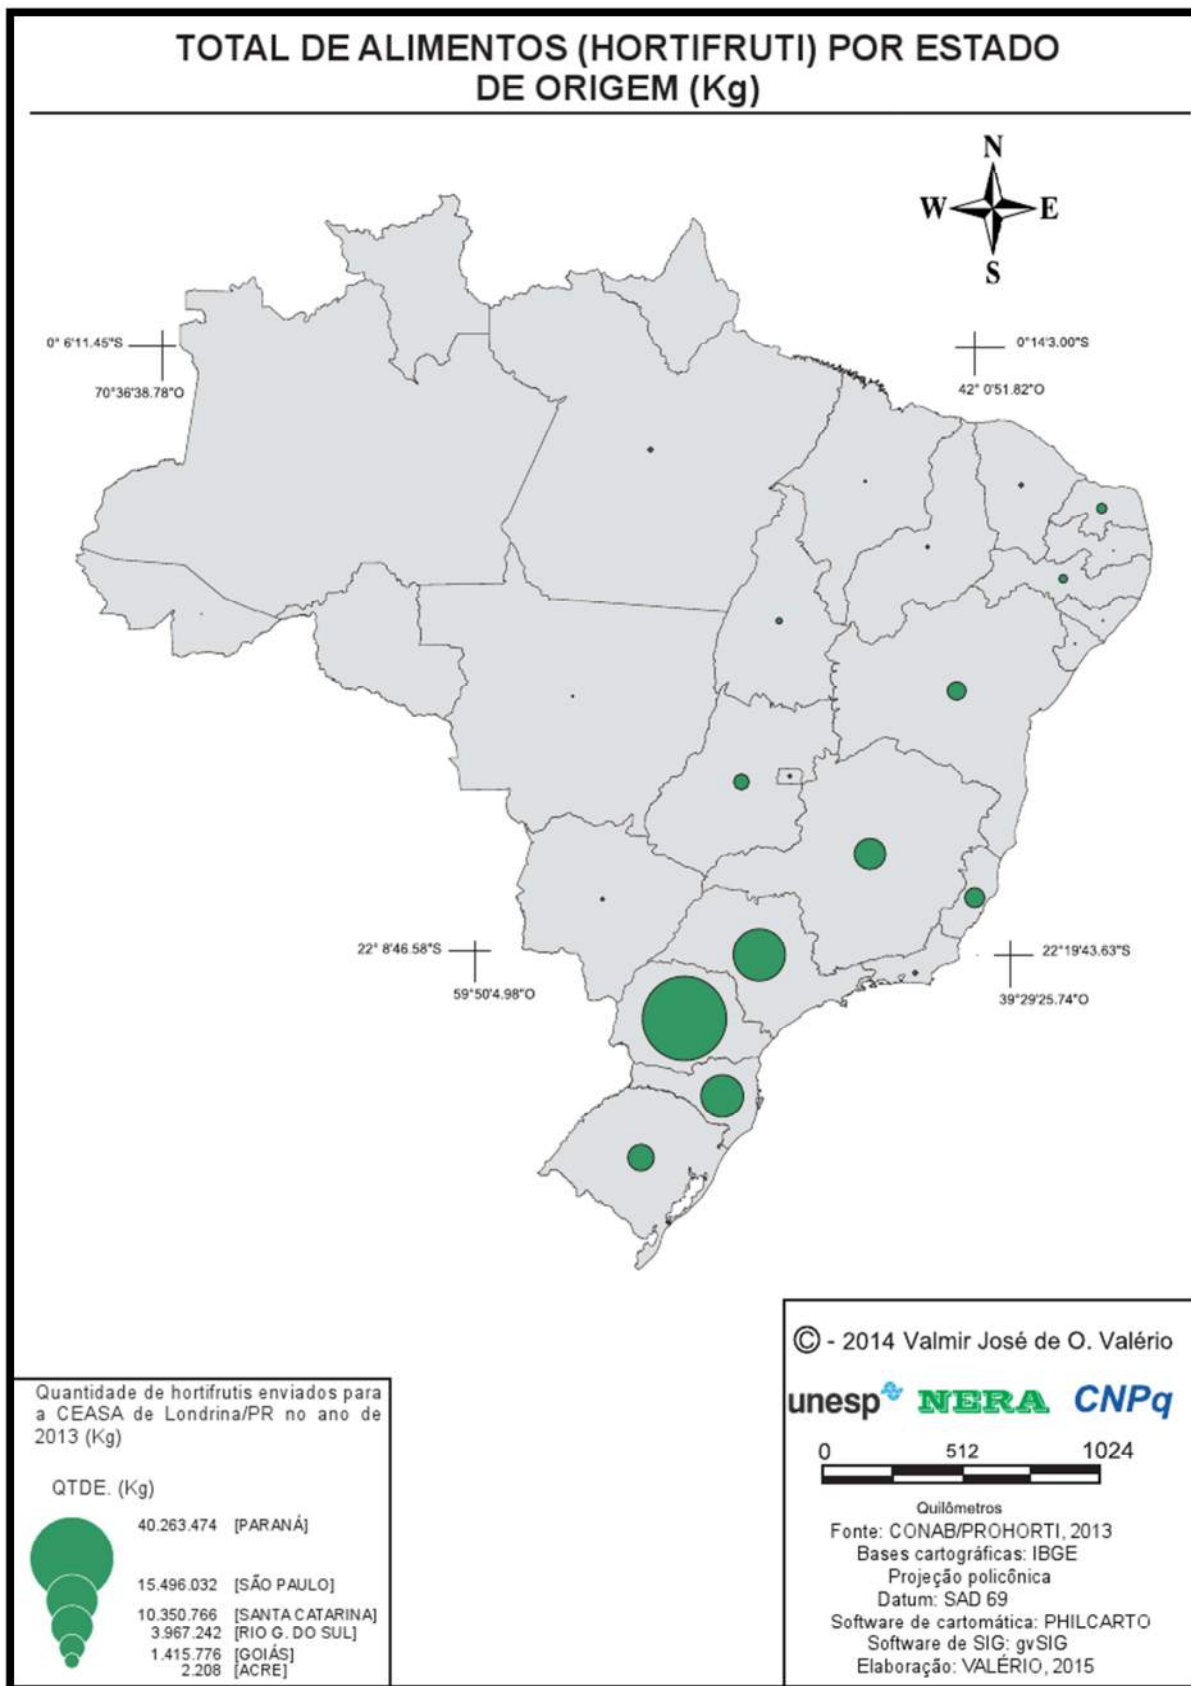 TOTAL DE ALIMENTOS (HORTIFRUTI) POR ESTADO
DE ORIGEM (Kg)
N
W E
S
0° 6'11.45"S
70°36'38.78"O
0°14'3.00"S
42° 0'51.82"O
22° 8'46.58"S
59°50'4.98"O
22°19'43.63"S
39°29'25.74"O
Quantidade de hortifrutis enviados para
a CEASA de Londrina/PR no ano de
2013 (Kg)
QTDE. (Kg)
40.263.474 [PARANÁ]
15.496.032 [SÃO PAULO]
10.350.766 [SANTA CATARINA]
3.967.242 [RIO G. DO SUL]
1.415.776 [GOIÁS]
2.208 [ACRE]
© - 2014 Valmir José de O. Valério
unesp NERA CNPq
0 512 1024
Quilômetros
Fonte: CONAB/PROHORTI, 2013
Bases cartográficas: IBGE
Projeção policônica
Datum: SAD 69
Software de cartomática: PHILCARTO
Software de SIG: gvSIG
Elaboração: VALÉRIO, 2015